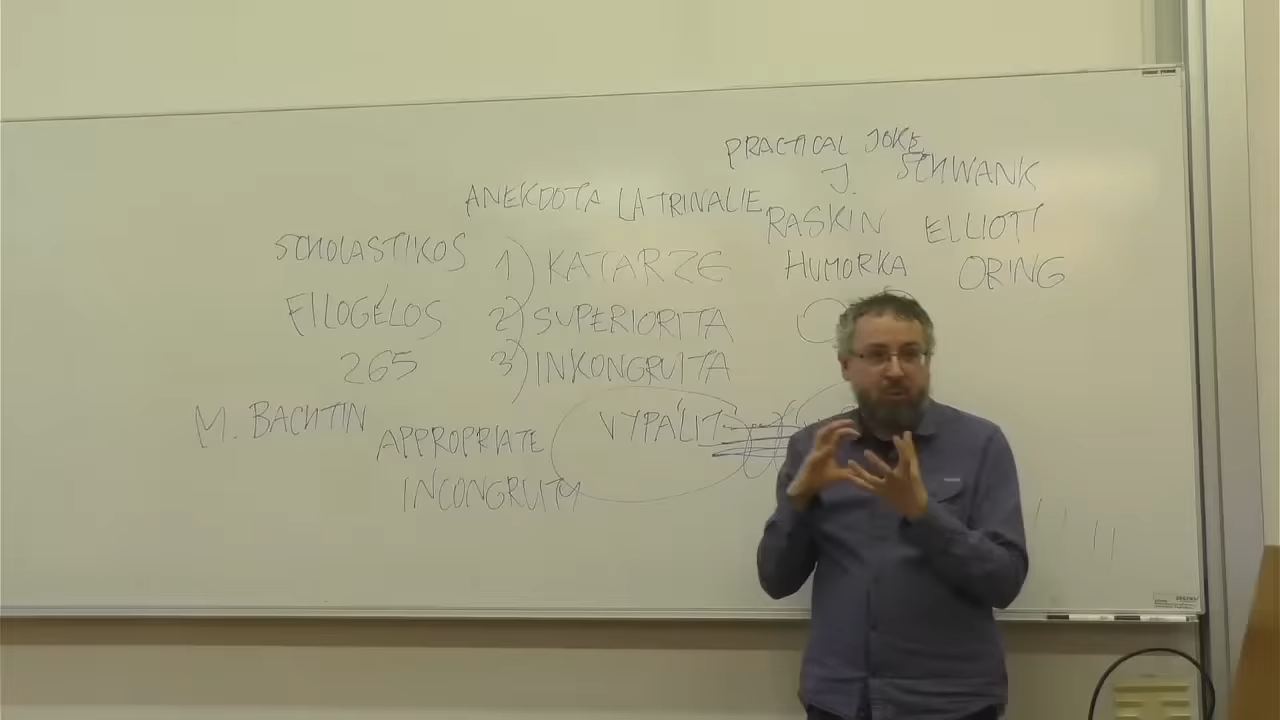 PRACTICAL JOKE
J. SCHWANK
ANEKDOTA LATRINALIE
RASKIN ELLIOTT
SCHOLASTIKOS 1) KATARZE HUMORKA ORING
FILOGÉLOS 2) SUPERIORITA
265 3) INKONGRUITA
M. BACHTIN APPROPRIATE VYPÁLIT
INCONGRUITY